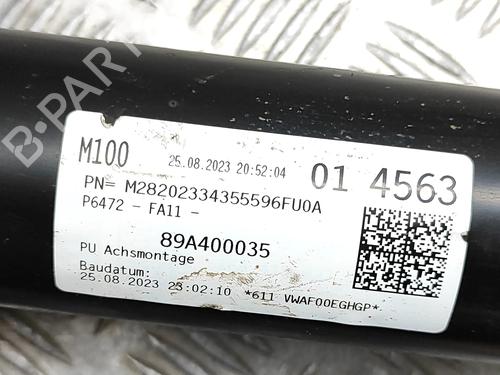 B-PARTS
M100 25.08.2023 20:52:04 01 4563
PN= M28202334355596FU0A
P6472 - FA11 -
89A400035
PU Achsmontage
Baudatum:
25.08.2023 23:02:10 *611 VWAF00EGHGP*